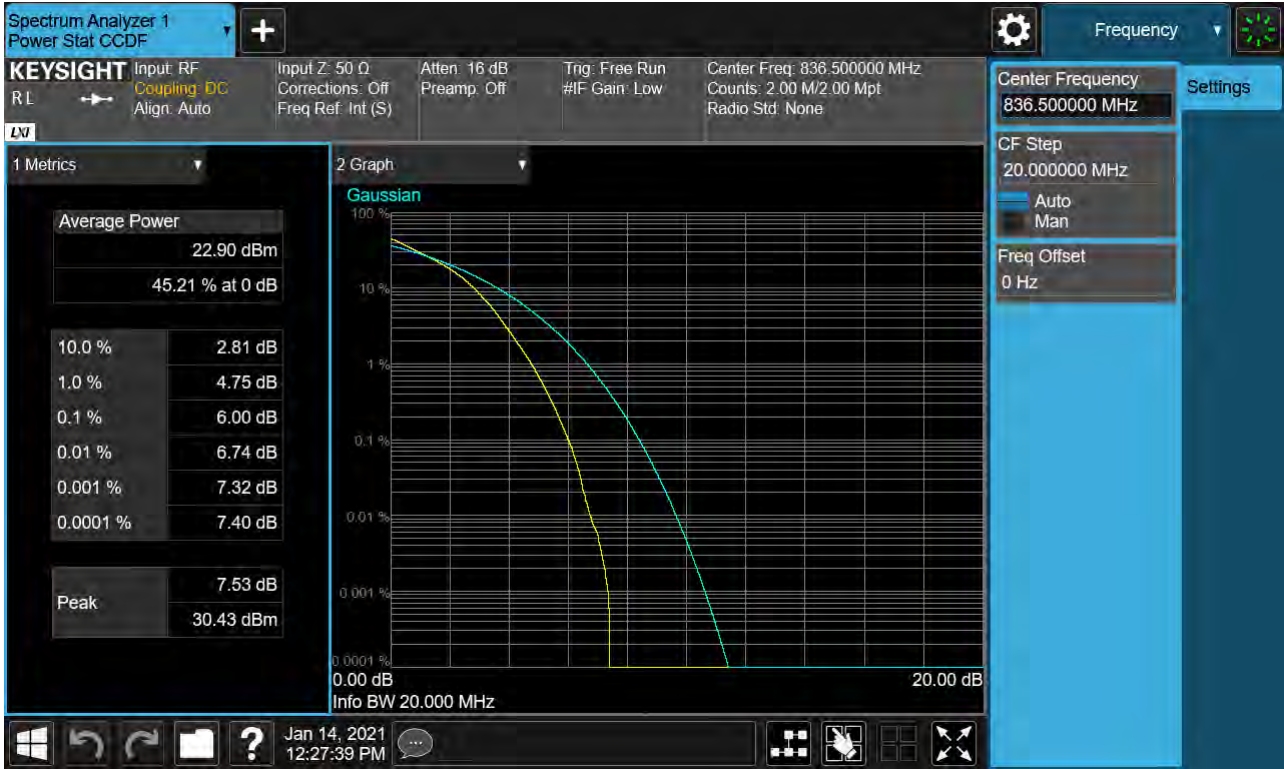 Spectrum Analyzer 1
Power Stat CCDF
Frequency
KEYSIGHT
R L
LXI
Input: RF
Coupling: DC
Align: Auto
Input Z: 50 Ω
Corrections: Off
Freq Ref: Int (S)
Atten: 16 dB
Preamp: Off
Trig: Free Run
#IF Gain: Low
Center Freq: 836.500000 MHz
Counts: 2.00 M/2.00 Mpt
Radio Std: None
Center Frequency
836.500000 MHz
Settings
CF Step
20.000000 MHz
Auto
Man
Freq Offset
0 Hz
1 Metrics
Average Power
22.90 dBm
45.21 % at 0 dB
10.0 % 2.81 dB
1.0 % 4.75 dB
0.1 % 6.00 dB
0.01 % 6.74 dB
0.001 % 7.32 dB
0.0001 % 7.40 dB
Peak
7.53 dB
30.43 dBm
2 Graph
Gaussian
100 %
10 %
1 %
0.1 %
0.01 %
0.001 %
0.0001 %
0.00 dB 20.00 dB
Info BW 20.000 MHz
?
Jan 14, 2021
12:27:39 PM